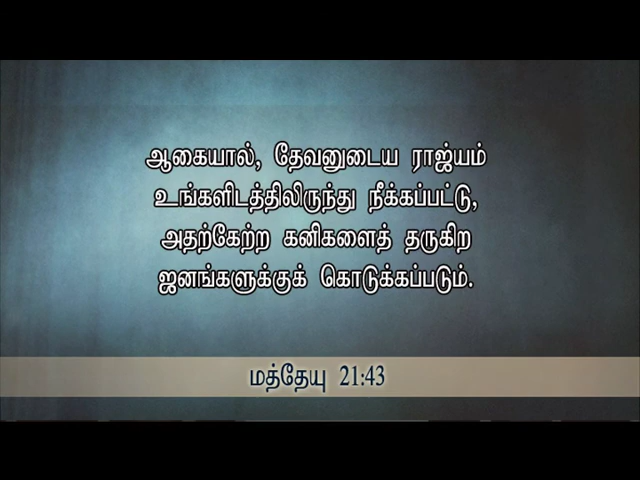 ஆகையால், தேவனுடைய ராஜ்யம்
உங்களிடத்திலிருந்து நீக்கப்பட்டு,
அதற்கேற்ற கனிகளைத் தருகிற
ஜனங்களுக்குக் கொடுக்கப்படும்.
மத்தேயு 21:43